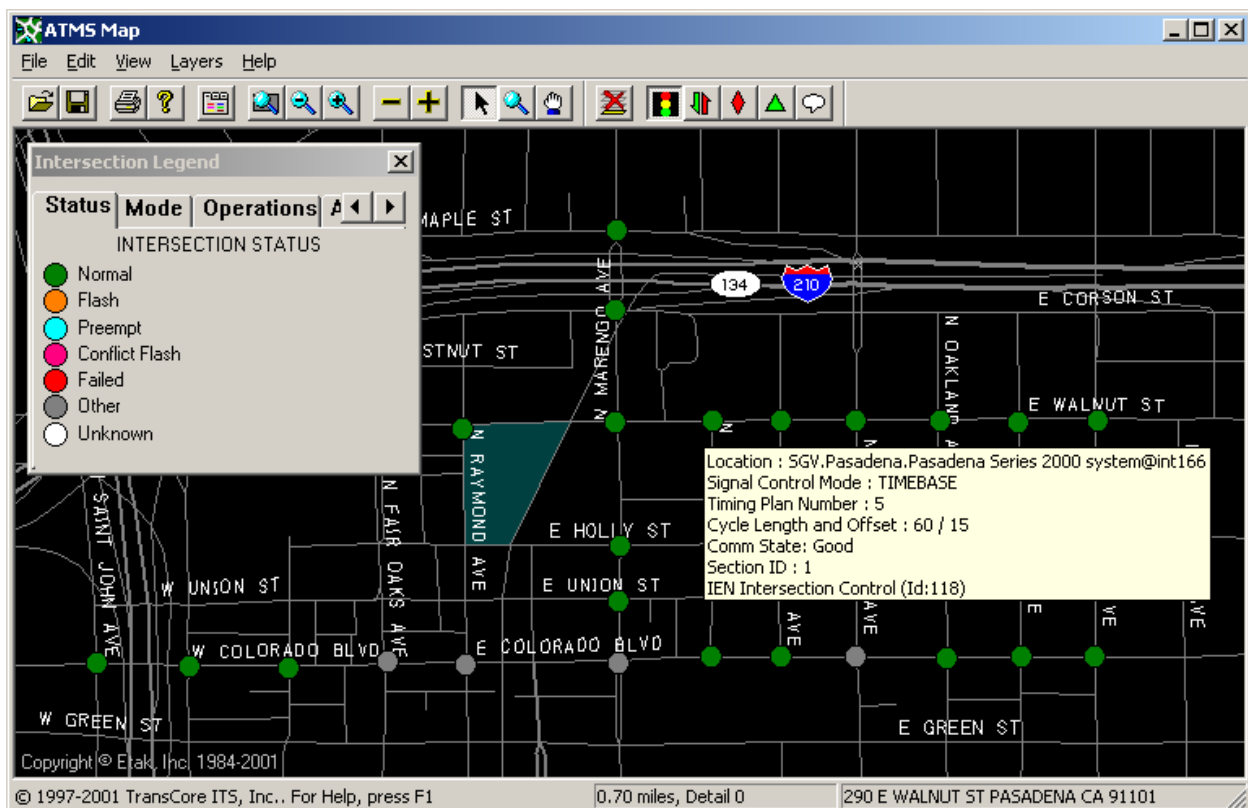 ATMS Map
File Edit View Layers Help
Intersection Legend
Status Mode Operations
INTERSECTION STATUS
Normal
Flash
Preempt
Conflict Flash
Failed
Other
Unknown
MAPLE ST
134
210
E CORSON ST
STNUT ST
N MARENGO AVE
N OAKLAND A
E WALNUT ST
N
N RAYMOND AVE
Location : SGV.Pasadena.Pasadena Series 2000 system@int166
Signal Control Mode : TIMEBASE
Timing Plan Number : 5
Cycle Length and Offset : 60 / 15
Comm State: Good
Section ID : 1
IEN Intersection Control (Id:118)
SAINT JOHN AVE
N FAIR OAKS AVE
E HOLLY ST
W UNION ST
E UNION ST
AVE
AVE
VE
VE
W COLORADO BLVD
E COLORADO BLVD
W GREEN ST
E GREEN ST
Copyright © Etak, Inc. 1984-2001
© 1997-2001 TransCore ITS, Inc.. For Help, press F1
0.70 miles, Detail 0
290 E WALNUT ST PASADENA CA 91101